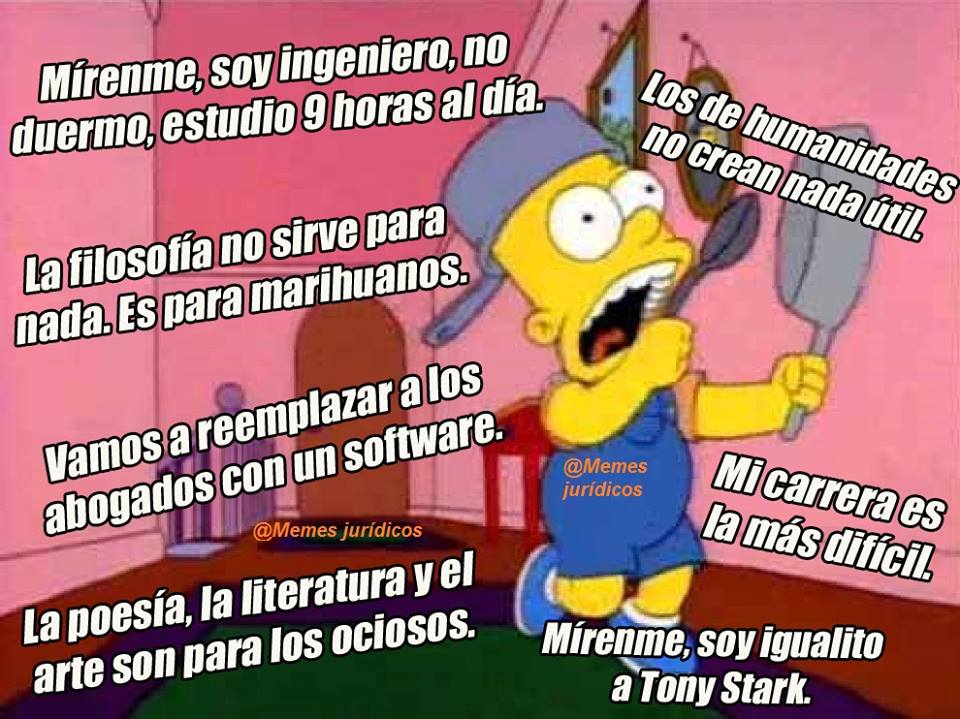 Mírenme, soy ingeniero, no
duermo, estudio 9 horas al día.
Los de humanidades
no crean nada útil.
La filosofía no sirve para
nada. Es para marihuanos.
Vamos a reemplazar a los
abogados con un software.
@Memes
jurídicos
Mi carrera es
la más difícil.
@Memes jurídicos
La poesía, la literatura y el
arte son para los ociosos.
Mírenme, soy igualito
a Tony Stark.